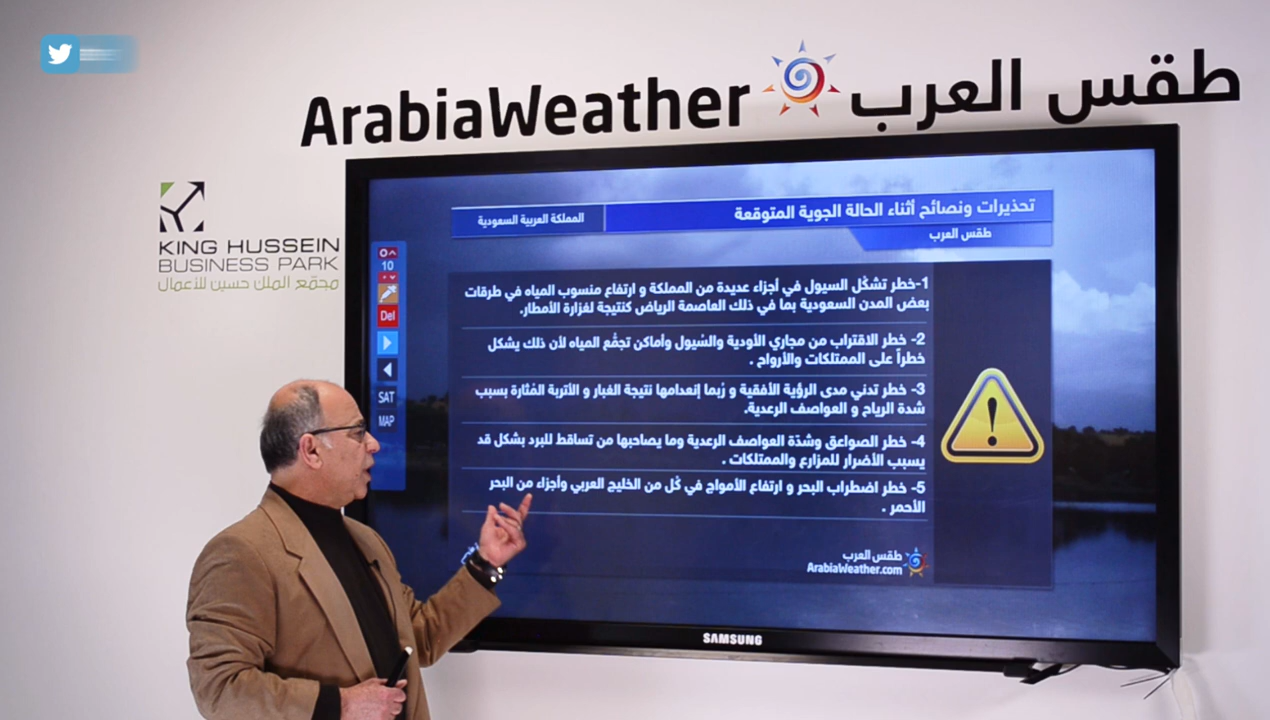 ArabiaWeather طقس العرب
KING HUSSEIN
BUSINESS PARK
مجمّع الملك حسين للأعمال
تحذيرات ونصائح أثناء الحالة الجوية المتوقعة
المملكة العربية السعودية
طقس العرب
10
Del
SAT
MAP
1-خطر تشكّل السيول في أجزاء عديدة من المملكة و ارتفاع منسوب المياه في طرقات
بعض المدن السعودية بما في ذلك العاصمة الرياض كنتيجة لغزارة الأمطار.
2- خطر الاقتراب من مجاري الأودية والسُيول وأماكن تجمُّع المياه لأن ذلك يشكل
خطراً على الممتلكات والأرواح .
3- خطر تدني مدى الرؤية الأفقية و رُبما إنعدامها نتيجة الغبار و الأتربة المُثارة بسبب
شدة الرياح و العواصف الرعدية.
4- خطر الصواعق وشدّة العواصف الرعدية وما يصاحبها من تساقط للبرد بشكل قد
يسبب الأضرار للمزارع والممتلكات .
5- خطر اضطراب البحر و ارتفاع الأمواج في كُل من الخليج العربي وأجزاء من البحر
الأحمر .
طقس العرب
ArabiaWeather.com
SAMSUNG